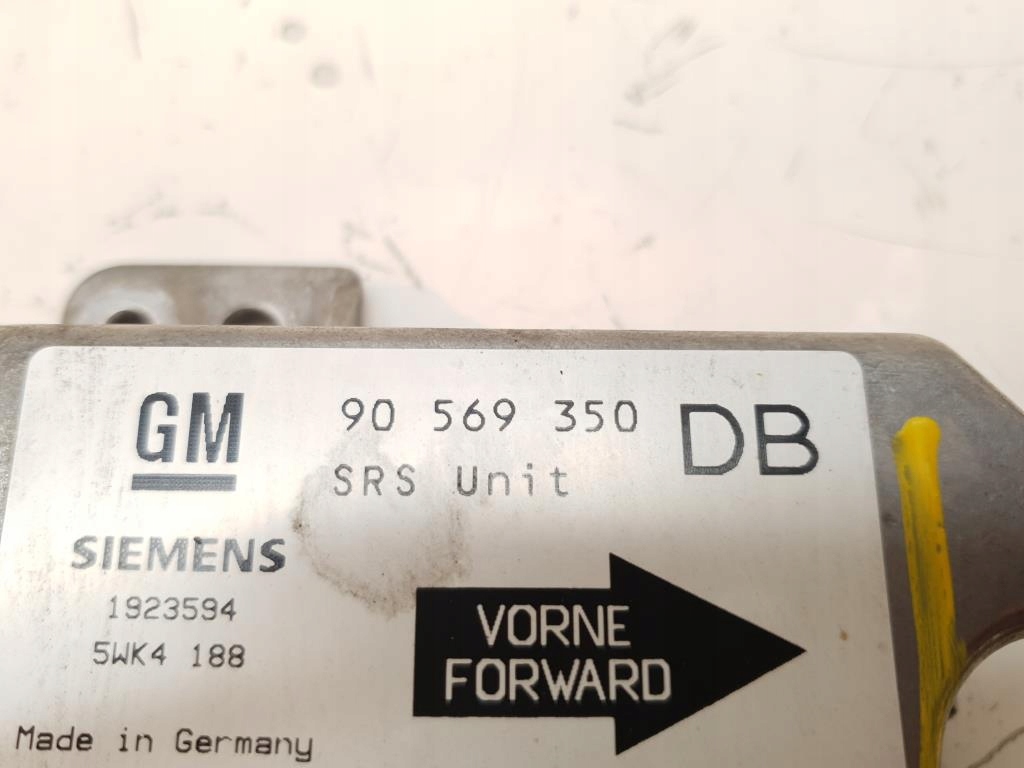 GM
90 569 350
DB
SRS Unit
SIEMENS
1923594
5WK4 188
VORNE
FORWARD
Made in Germany